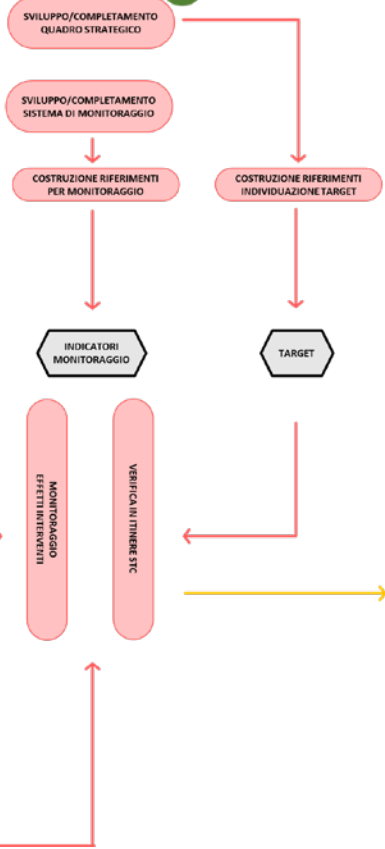 SVILUPPO/COMPLETAMENTO
QUADRO STRATEGICO
SVILUPPO/COMPLETAMENTO
SISTEMA DI MONITORAGGIO
COSTRUZIONE RIFERIMENTI
PER MONITORAGGIO
COSTRUZIONE RIFERIMENTI
INDIVIDUAZIONE TARGET
INDICATORI
MONITORAGGIO
TARGET
MONITORAGGIO
EFFETTI INTERVENTI
VERIFICA IN ITINERE STC